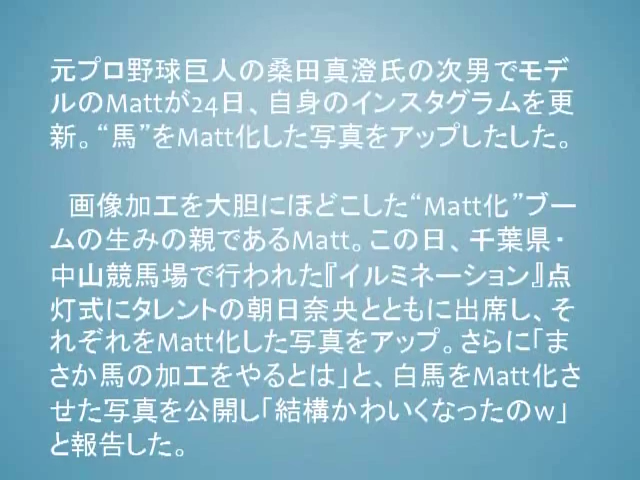 元プロ野球巨人の桑田真澄氏の次男でモデ
ルのMattが24日、自身のインスタグラムを更
新。“馬”をMatt化した写真をアップしたした。
画像加工を大胆にほどこした“Matt化”ブー
ムの生みの親であるMatt。この日、千葉県・
中山競馬場で行われた『イルミネーション』点
灯式にタレントの朝日奈央とともに出席し、そ
れぞれをMatt化した写真をアップ。さらに「ま
さか馬の加工をやるとは」と、白馬をMatt化さ
せた写真を公開し「結構かわいくなったのw」
と報告した。